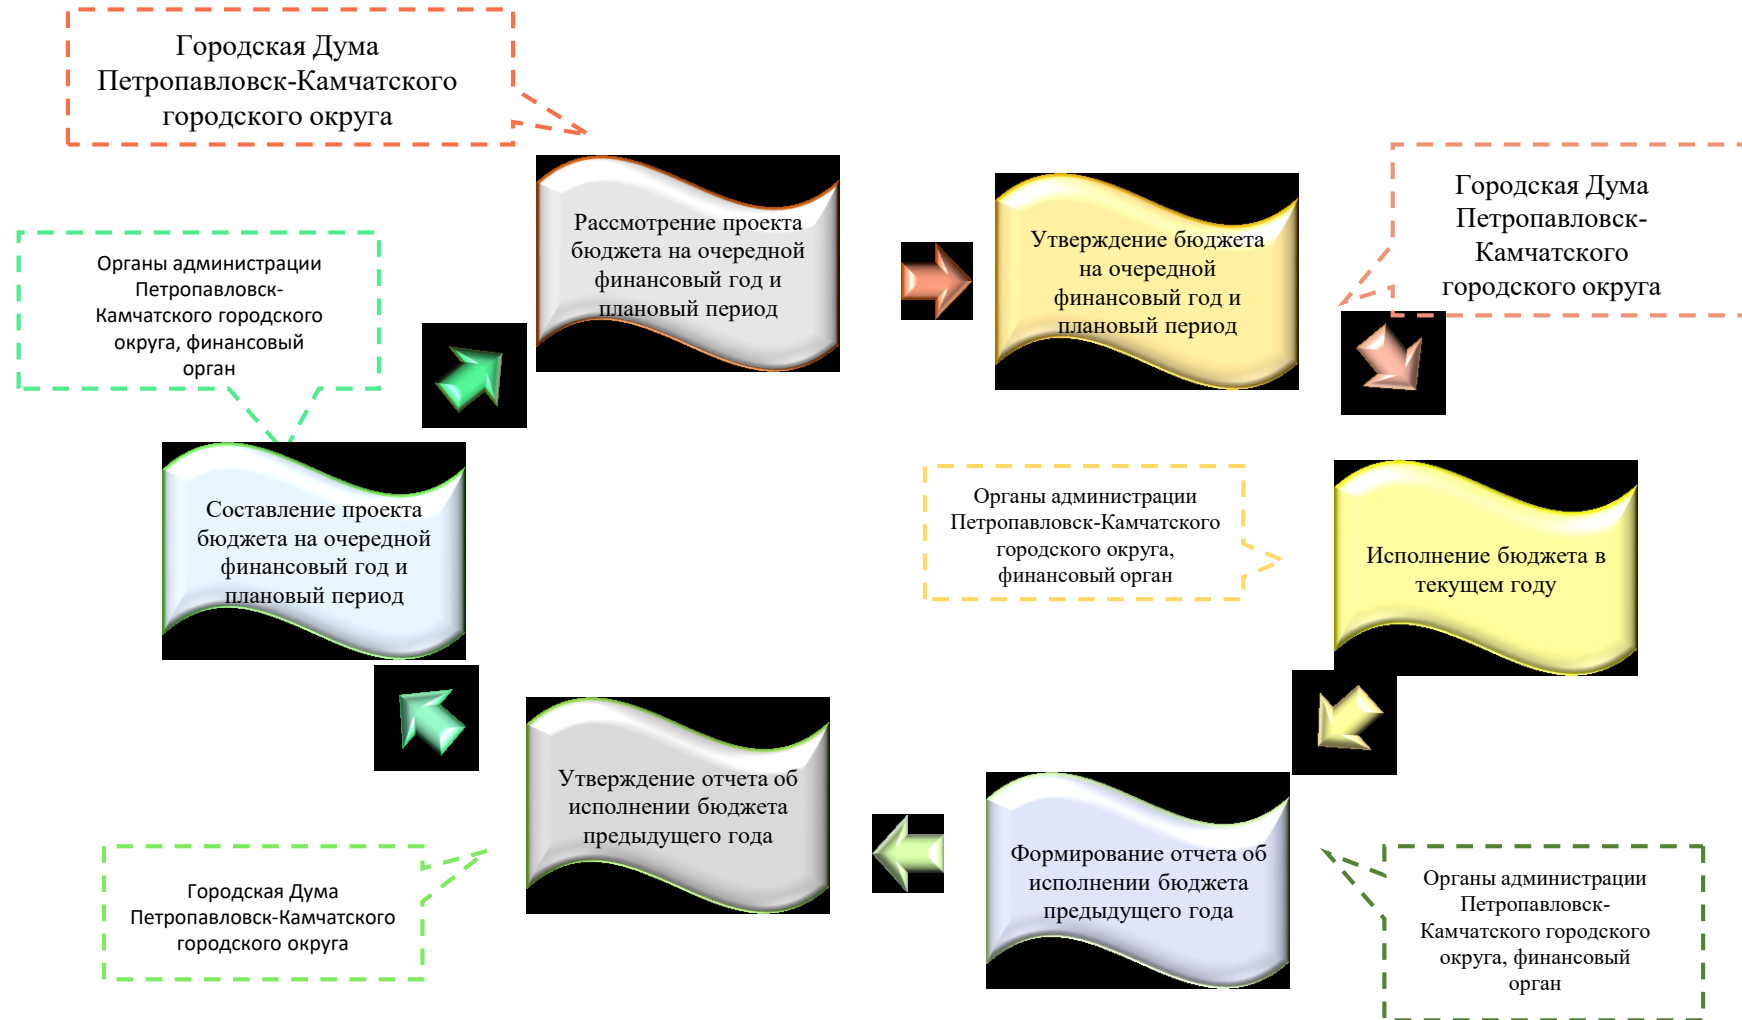 Городская Дума
Петропавловск-Камчатского
городского округа
Рассмотрение проекта
бюджета на очередной
финансовый год и
плановый период
Утверждение бюджета
на очередной
финансовый год и
плановый период
Городская Дума
Петропавловск-
Камчатского
городского округа
Органы администрации
Петропавловск-
Камчатского городского
округа, финансовый
орган
Составление проекта
бюджета на очередной
финансовый год и
плановый период
Органы администрации
Петропавловск-Камчатского
городского округа,
финансовый орган
Исполнение бюджета в
текущем году
Утверждение отчета об
исполнении бюджета
предыдущего года
Формирование отчета об
исполнении бюджета
предыдущего года
Городская Дума
Петропавловск-Камчатского
городского округа
Органы администрации
Петропавловск-
Камчатского городского
округа, финансовый
орган